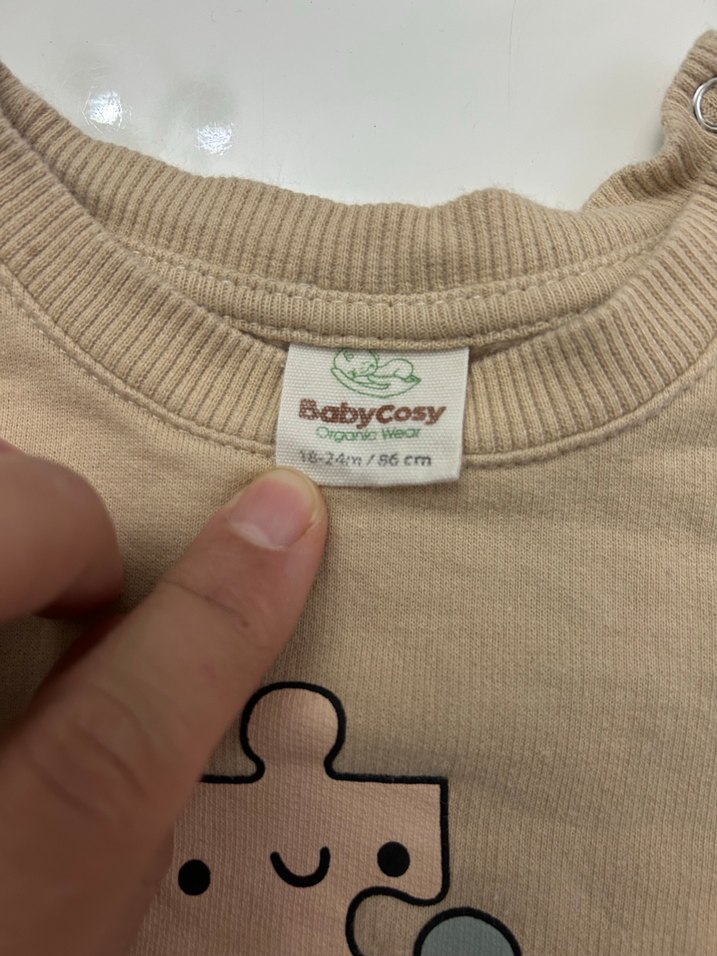 BabyCosy
Organic Wear
18-24m / 86 cm